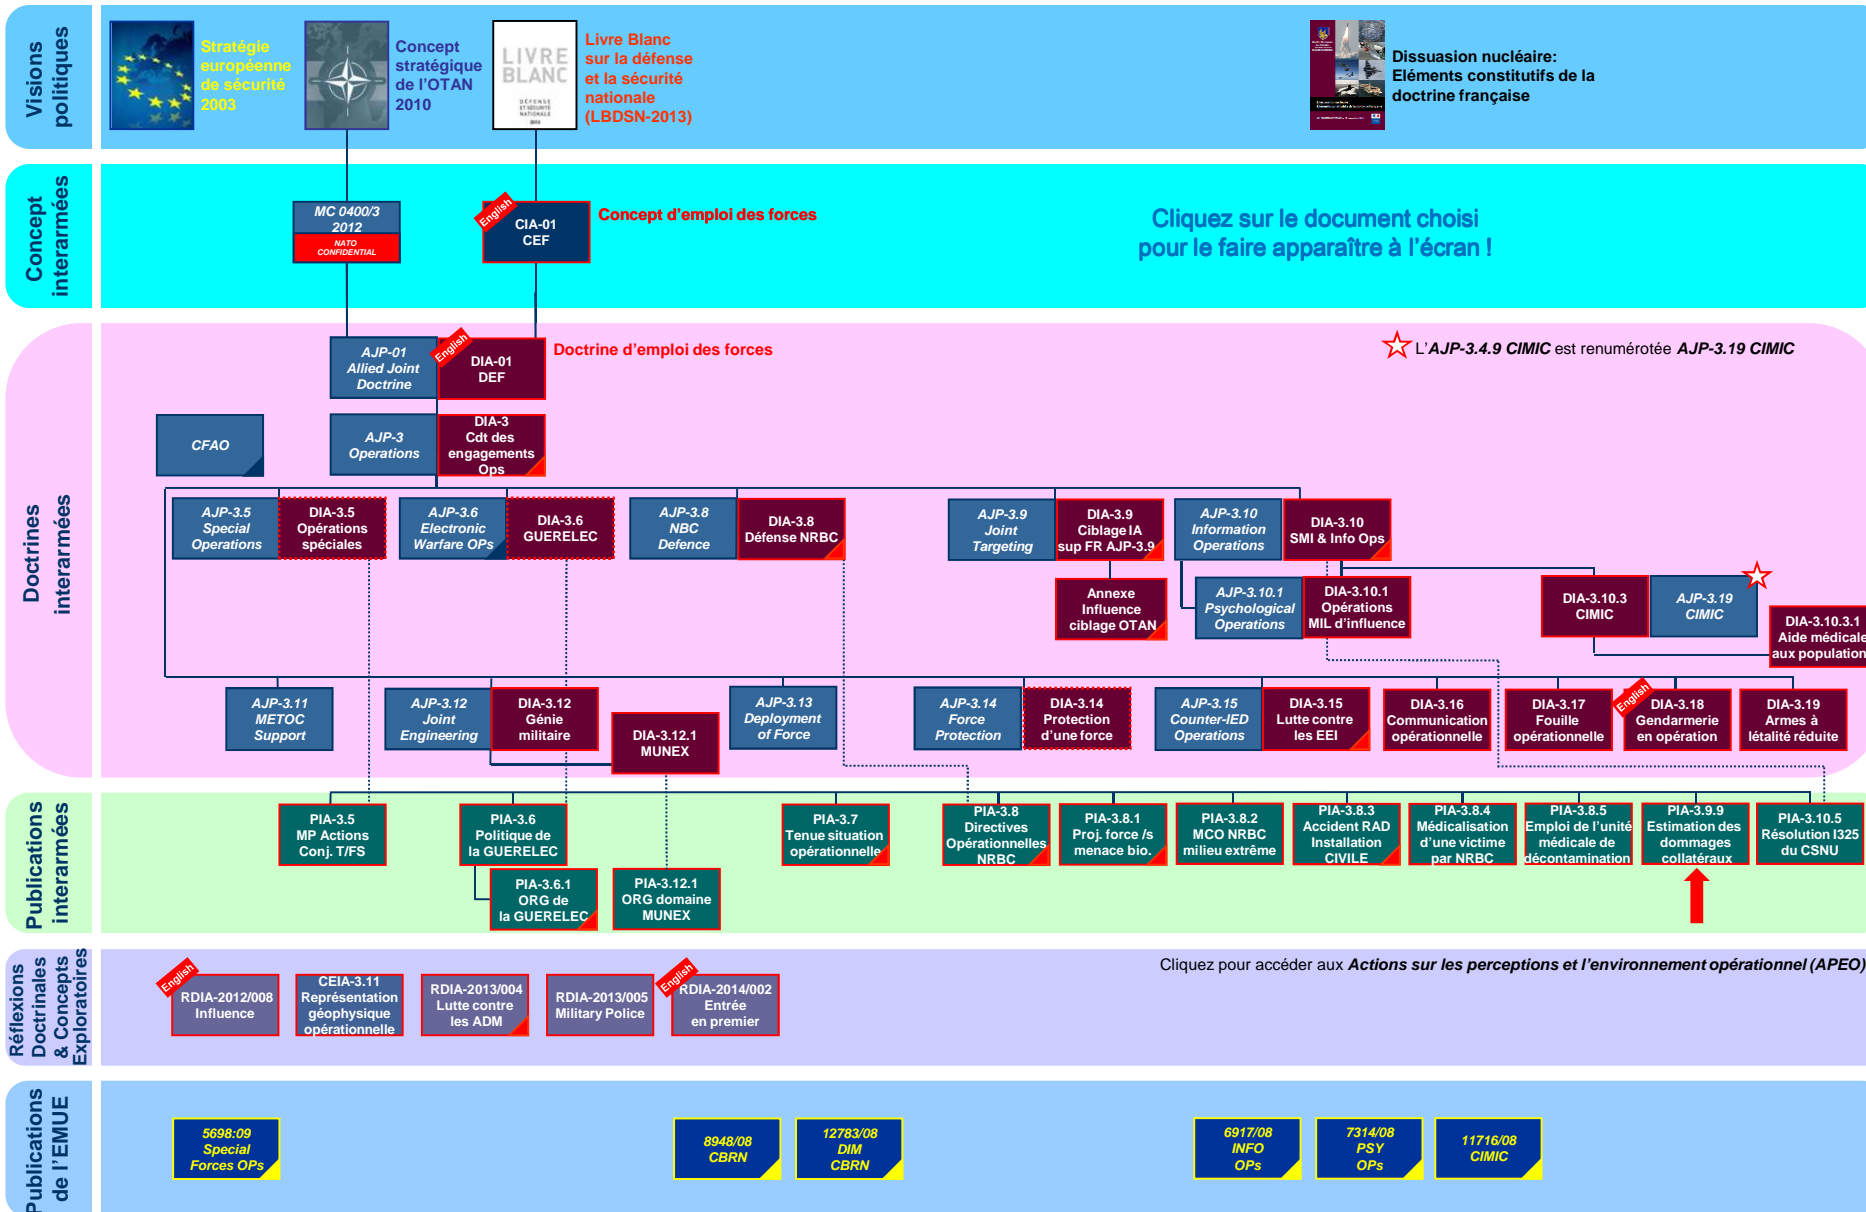 Visions
politiques
Stratégie
européenne
de sécurité
2003
Concept
stratégique
de l'OTAN
2010
LIVRE
BLANC
DÉFENSE
ET SÉCURITÉ
NATIONALE
2013
Livre Blanc
sur la défense
et la sécurité
nationale
(LBDSN-2013)
Dissuasion nucléaire:
Eléments constitutifs de la
doctrine française
Concept
interarmées
MC 0400/3
2012
NATO
CONFIDENTIAL
English
CIA-01
CEF
Concept d'emploi des forces
Cliquez sur le document choisi
pour le faire apparaître à l'écran !
Doctrines
interarmées
AJP-01
Allied Joint
Doctrine
English
DIA-01
DEF
Doctrine d'emploi des forces
L'AJP-3.4.9 CIMIC est renumérotée AJP-3.19 CIMIC
CFAO
AJP-3
Operations
DIA-3
Cdt des
engagements
Ops
AJP-3.5
Special
Operations
DIA-3.5
Opérations
spéciales
AJP-3.6
Electronic
Warfare OPs
DIA-3.6
GUERELEC
AJP-3.8
NBC
Defence
DIA-3.8
Défense NRBC
AJP-3.9
Joint
Targeting
DIA-3.9
Ciblage IA
sup FR AJP-3.9
AJP-3.10
Information
Operations
DIA-3.10
SMI & Info Ops
Annexe
Influence
ciblage OTAN
AJP-3.10.1
Psychological
Operations
DIA-3.10.1
Opérations
MIL d'influence
DIA-3.10.3
CIMIC
AJP-3.19
CIMIC
DIA-3.10.3.1
Aide médicale
aux population
AJP-3.11
METOC
Support
AJP-3.12
Joint
Engineering
DIA-3.12
Génie
militaire
DIA-3.12.1
MUNEX
AJP-3.13
Deployment
of Force
AJP-3.14
Force
Protection
DIA-3.14
Protection
d'une force
AJP-3.15
Counter-IED
Operations
DIA-3.15
Lutte contre
les EEI
DIA-3.16
Communication
opérationnelle
DIA-3.17
Fouille
opérationnelle
English
DIA-3.18
Gendarmerie
en opération
DIA-3.19
Armes à
létalité réduite
Publications
interarmées
PIA-3.5
MP Actions
Conj. T/FS
PIA-3.6
Politique de
la GUERELEC
PIA-3.7
Tenue situation
opérationnelle
PIA-3.8
Directives
Opérationnelles
NRBC
PIA-3.8.1
Proj. force /s
menace bio.
PIA-3.8.2
MCO NRBC
milieu extrême
PIA-3.8.3
Accident RAD
Installation
CIVILE
PIA-3.8.4
Médicalisation
d'une victime
par NRBC
PIA-3.8.5
Emploi de l'unité
médicale de
décontamination
PIA-3.9.9
Estimation des
dommages
collatéraux
PIA-3.10.5
Résolution I325
du CSNU
PIA-3.6.1
ORG de
la GUERELEC
PIA-3.12.1
ORG domaine
MUNEX
Réflexions
Doctrinales
& Concepts
Exploratoires
Cliquez pour accéder aux Actions sur les perceptions et l'environnement opérationnel (APEO)
English
RDIA-2012/008
Influence
CEIA-3.11
Représentation
géophysique
opérationnelle
RDIA-2013/004
Lutte contre
les ADM
RDIA-2013/005
Military Police
English
RDIA-2014/002
Entrée
en premier
Publications
de l'EMUE
5698:09
Special
Forces OPs
8948/08
CBRN
12783/08
DIM
CBRN
6917/08
INFO
OPs
7314/08
PSY
OPs
11716/08
CIMIC